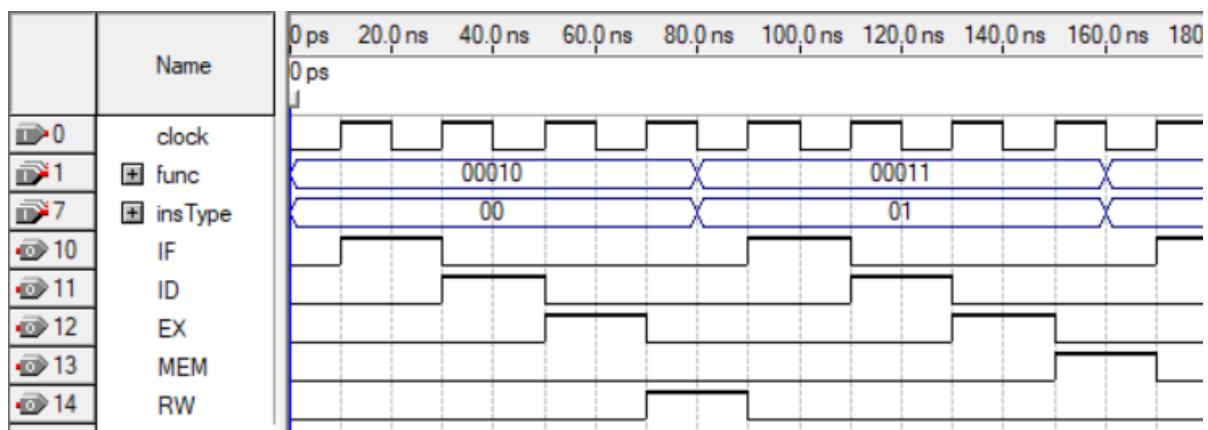 Name
0 ps 20.0 ns 40.0 ns 60.0 ns 80.0 ns 100.0 ns 120.0 ns 140.0 ns 160.0 ns 180
0 ps
0 clock
1 func 00010 00011
7 insType 00 01
10 IF
11 ID
12 EX
13 MEM
14 RW